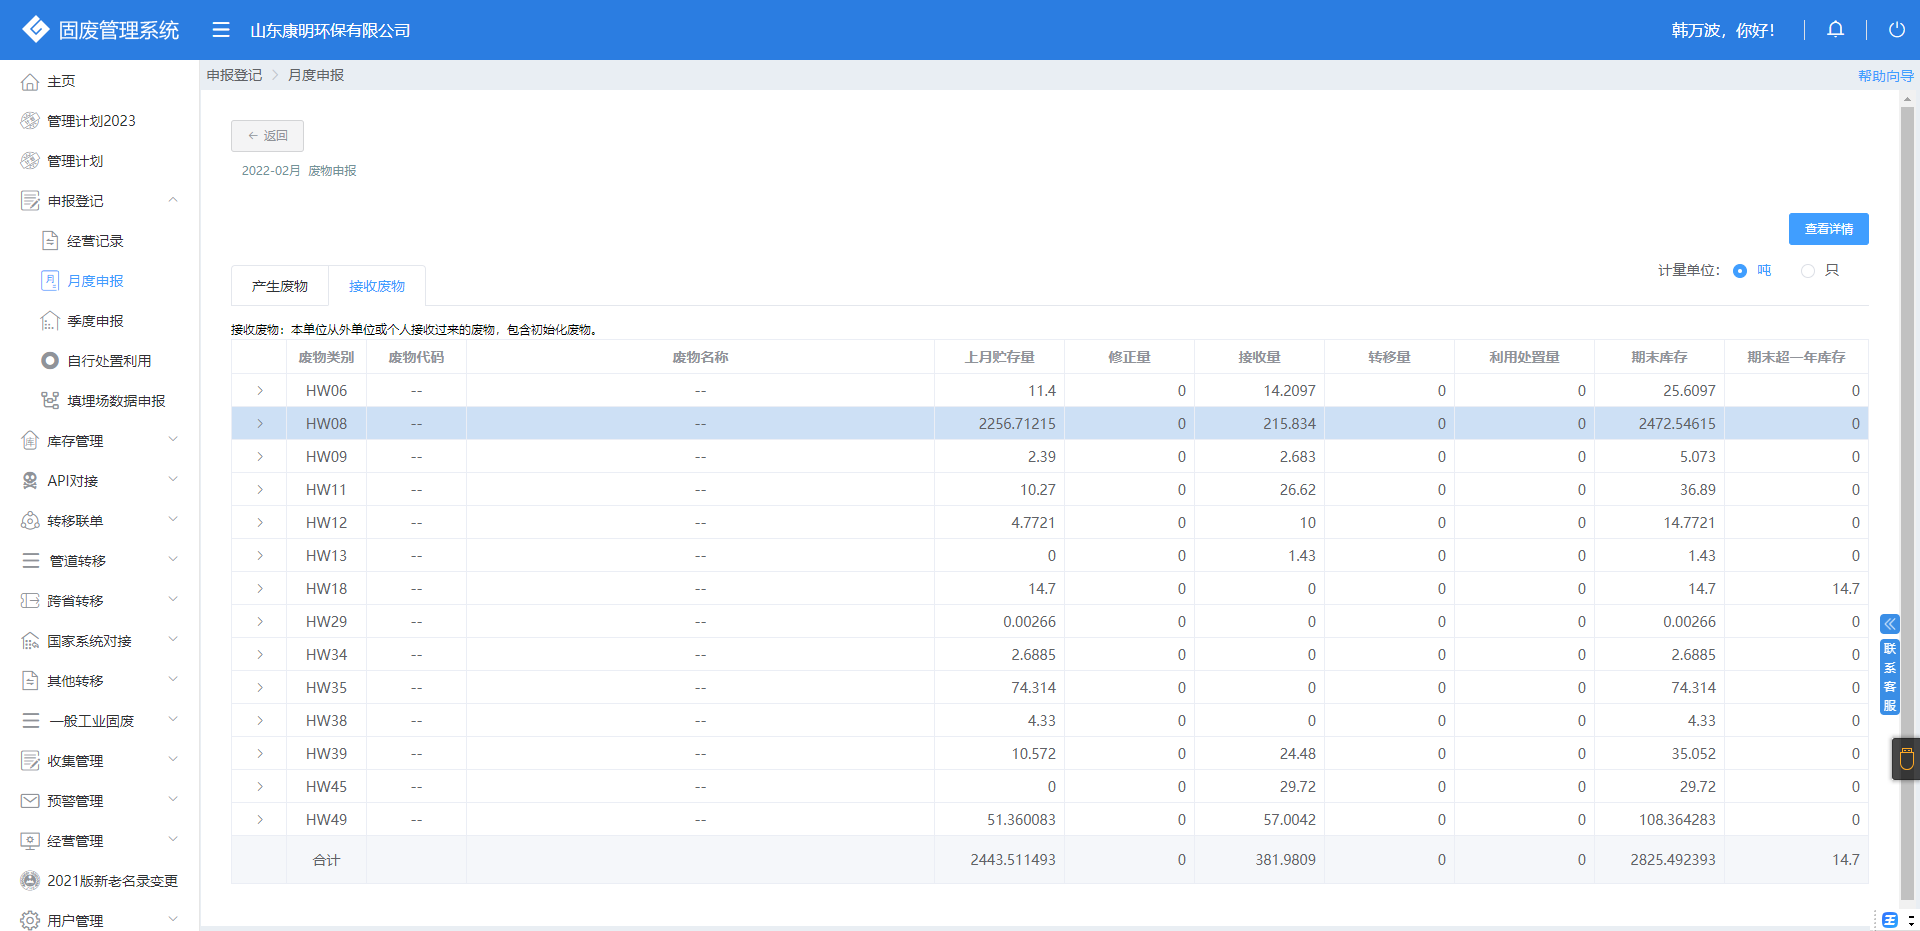 固废管理系统 山东康明环保有限公司 韩万波，你好！
申报登记 > 月度申报 帮助向导
主页
管理计划2023
管理计划
申报登记
经营记录
月度申报
季度申报
自行处置利用
填埋场数据申报
库存管理
API对接
转移联单
管道转移
跨省转移
国家系统对接
其他转移
一般工业固废
收集管理
预警管理
经营管理
2021版新老名录变更
用户管理
← 返回
2022-02月 废物申报
查看详情
产生废物 接收废物 计量单位： 吨 只
接收废物：本单位从外单位或个人接收过来的废物，包含初始化废物。
废物类别 废物代码 废物名称 上月贮存量 修正量 接收量 转移量 利用处置量 期末库存 期末超一年库存
HW06 -- -- 11.4 0 14.2097 0 0 25.6097 0
HW08 -- -- 2256.71215 0 215.834 0 0 2472.54615 0
HW09 -- -- 2.39 0 2.683 0 0 5.073 0
HW11 -- -- 10.27 0 26.62 0 0 36.89 0
HW12 -- -- 4.7721 0 10 0 0 14.7721 0
HW13 -- -- 0 0 1.43 0 0 1.43 0
HW18 -- -- 14.7 0 0 0 0 14.7 14.7
HW29 -- -- 0.00266 0 0 0 0 0.00266 0
HW34 -- -- 2.6885 0 0 0 0 2.6885 0
HW35 -- -- 74.314 0 0 0 0 74.314 0
HW38 -- -- 4.33 0 0 0 0 4.33 0
HW39 -- -- 10.572 0 24.48 0 0 35.052 0
HW45 -- -- 0 0 29.72 0 0 29.72 0
HW49 -- -- 51.360083 0 57.0042 0 0 108.364283 0
合计 2443.511493 0 381.9809 0 0 2825.492393 14.7
联系客服